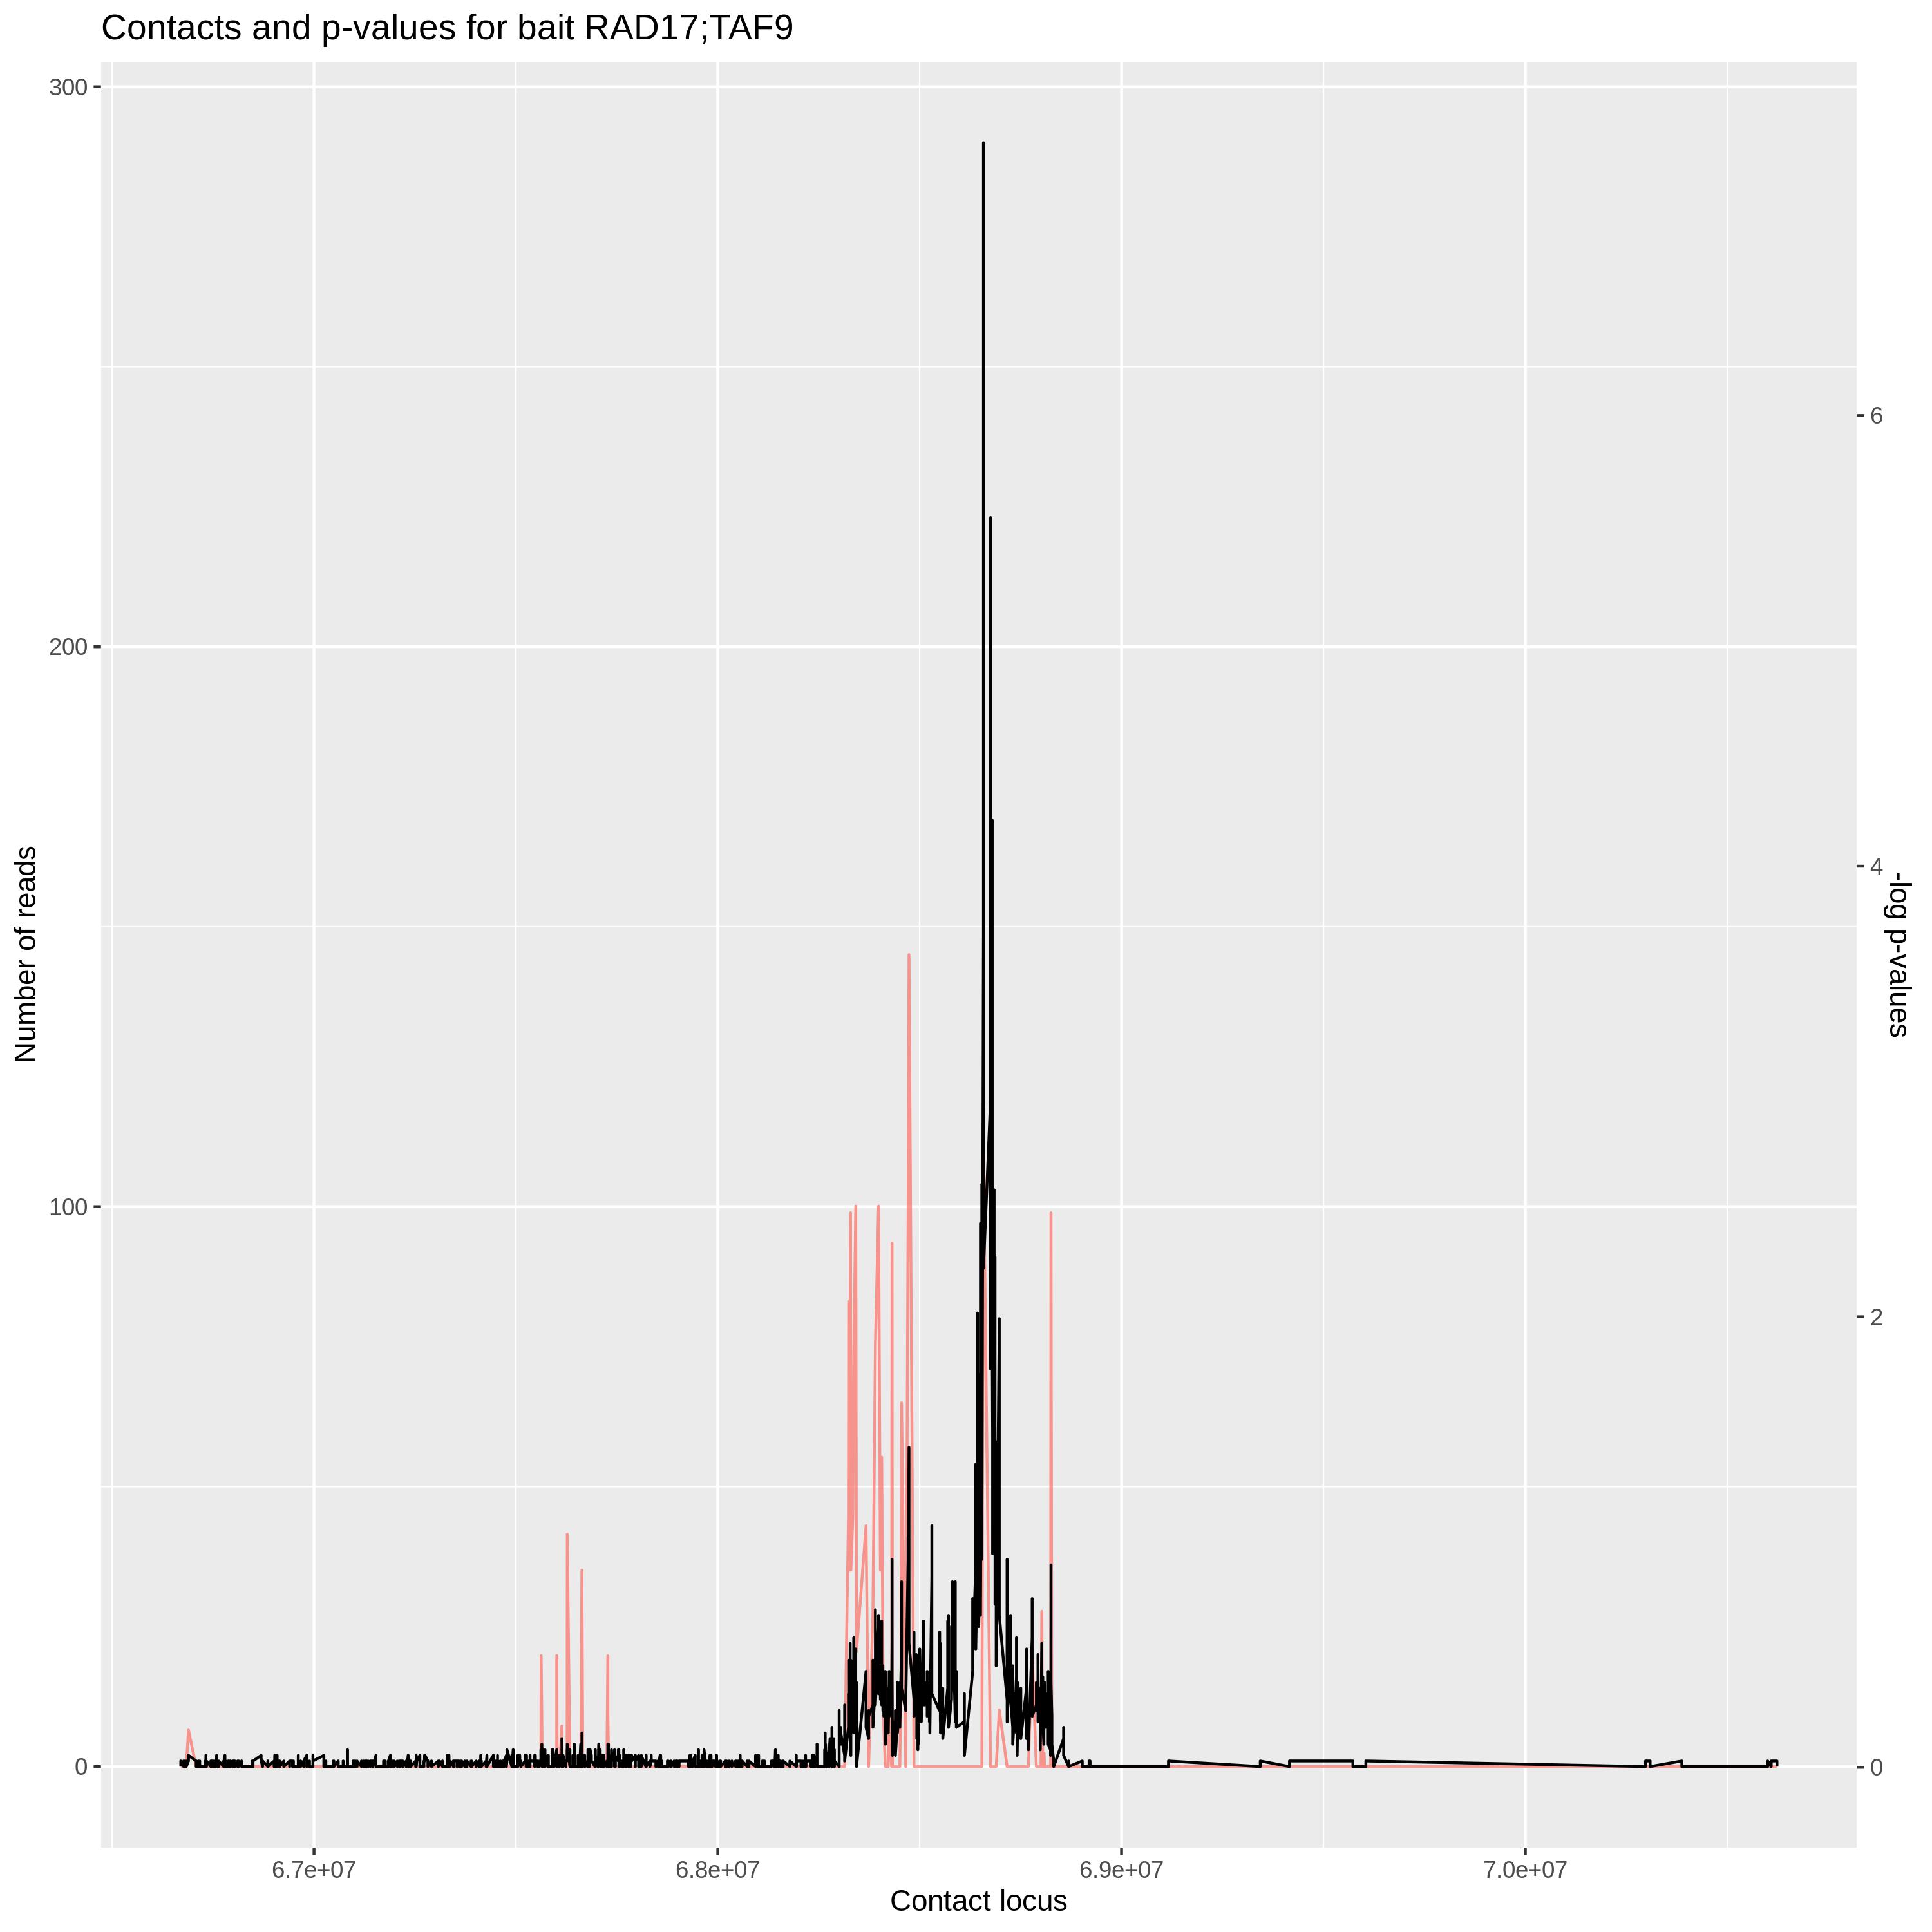 Contacts and p-values for bait RAD17;TAF9
300
200
100
0
Number of reads
6
4
2
0
-log p-values
6.7e+07
6.8e+07
6.9e+07
7.0e+07
Contact locus